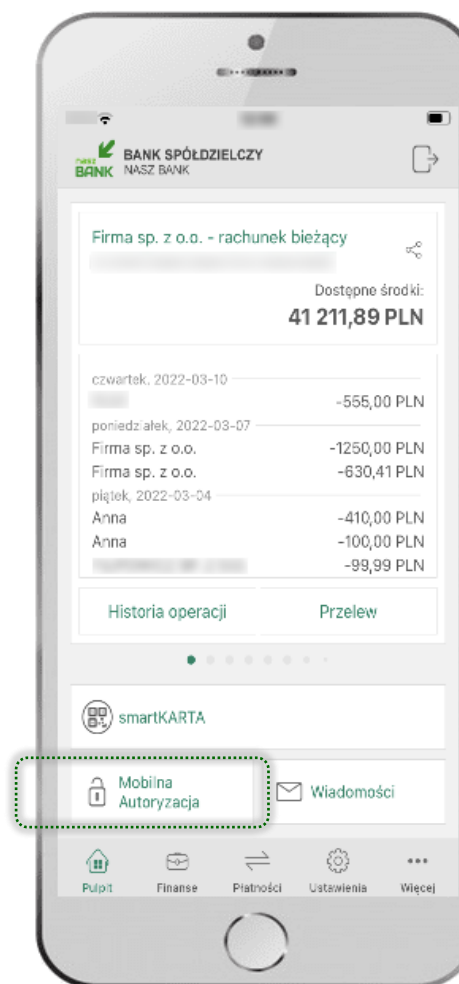 nasz
BANK
BANK SPÓŁDZIELCZY
NASZ BANK
Firma sp. z o.o. - rachunek bieżący
Dostępne środki:
41 211,89 PLN
czwartek, 2022-03-10
-555,00 PLN
poniedziałek, 2022-03-07
Firma sp. z o.o. -1250,00 PLN
Firma sp. z o.o. -630,41 PLN
piątek, 2022-03-04
Anna -410,00 PLN
Anna -100,00 PLN
-99,99 PLN
Historia operacji Przelew
smartKARTA
Mobilna
Autoryzacja
Wiadomości
Pulpit Finanse Płatności Ustawienia Więcej